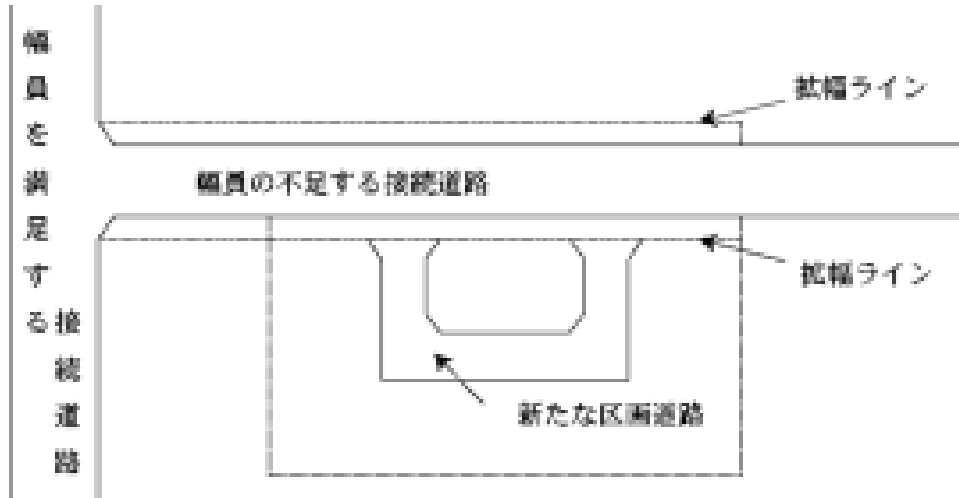 幅員を満足する接続道路
拡幅ライン
幅員の不足する接続道路
拡幅ライン
新たな区画道路